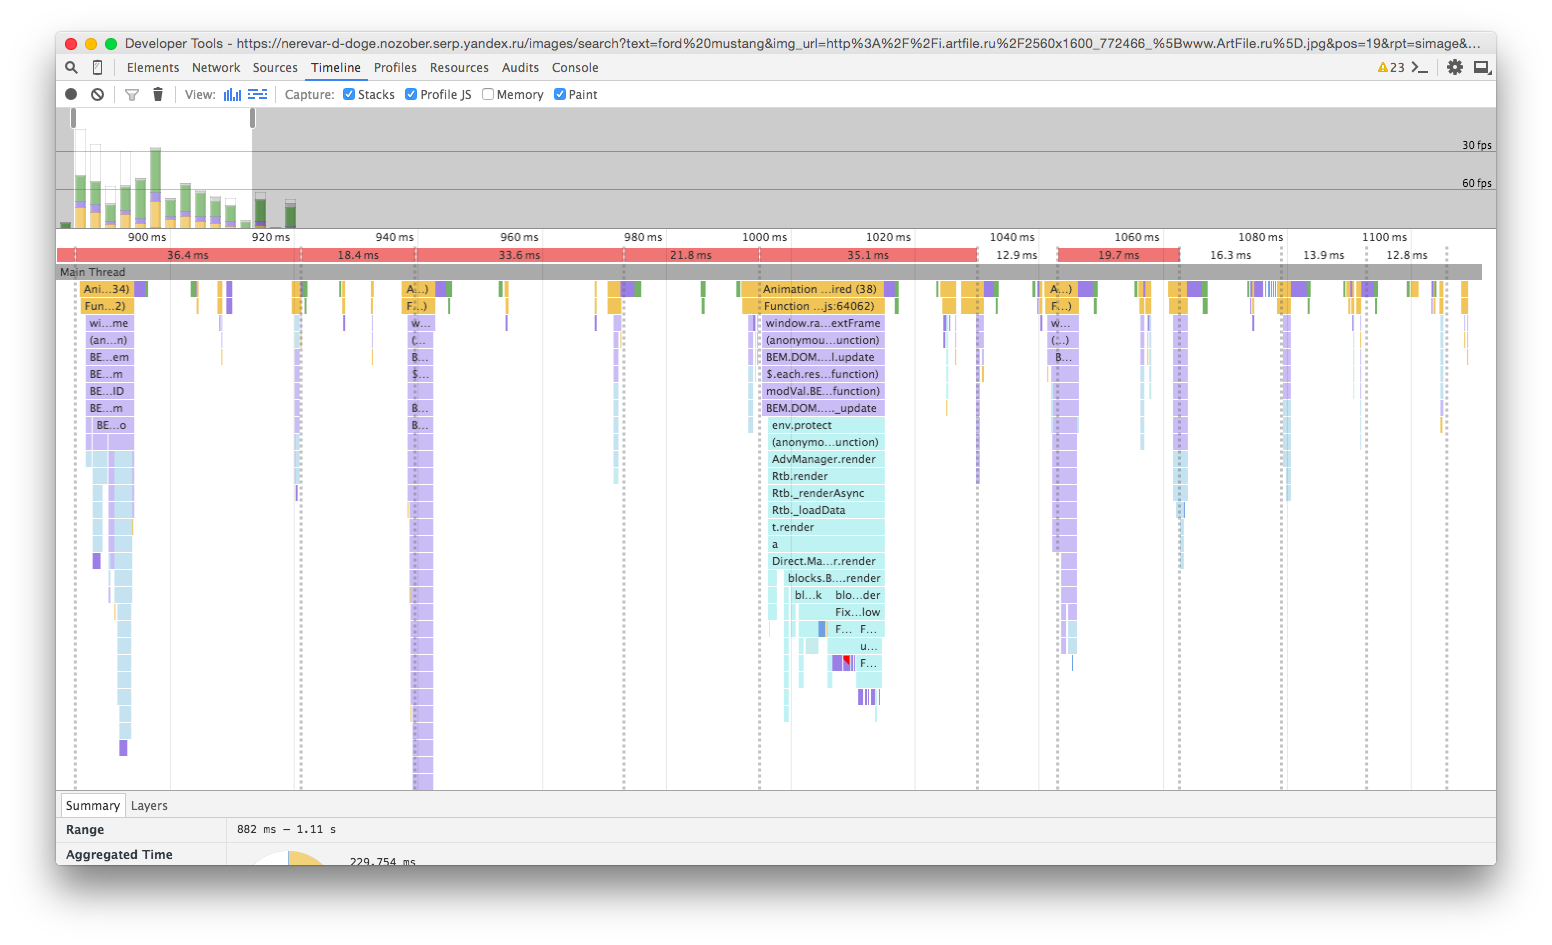 Developer Tools - https://nerevar-d-doge.nozober.serp.yandex.ru/images/search?text=ford%20mustang&img_url=http%3A%2F%2Fi.artfile.ru%2F2560x1600_772466_%5Bwww.ArtFile.ru%5D.jpg&pos=19&rpt=simage&...
Elements Network Sources Timeline Profiles Resources Audits Console 23
View: Capture: Stacks Profile JS Memory Paint
30 fps
60 fps
900 ms 920 ms 940 ms 960 ms 980 ms 1000 ms 1020 ms 1040 ms 1060 ms 1080 ms 1100 ms
36.4 ms 18.4 ms 33.6 ms 21.8 ms 35.1 ms 12.9 ms 19.7 ms 16.3 ms 13.9 ms 12.8 ms
Main Thread
Ani...34) A...) Animation ...ired (38) A...)
Fun...2) F...) Function ...js:64062) F...)
wi...me w... window.ra...extFrame w...
(an...n) (... (anonymou...unction) (...)
BE...em B... BEM.DOM....l.update B...
BE...m $... $.each.res...function)
BE...ID modVal.BE...function)
BE...m B... BEM.DOM....._update
BE...o B... env.protect
(anonymo...unction)
AdvManager.render
Rtb.render
Rtb._renderAsync
Rtb._loadData
t.render
a
Direct.Ma...r.render
blocks.B....render
bl...k blo...der
Fix...low
F... F...
u...
F...
Summary Layers
Range 882 ms – 1.11 s
Aggregated Time
229.754 ms